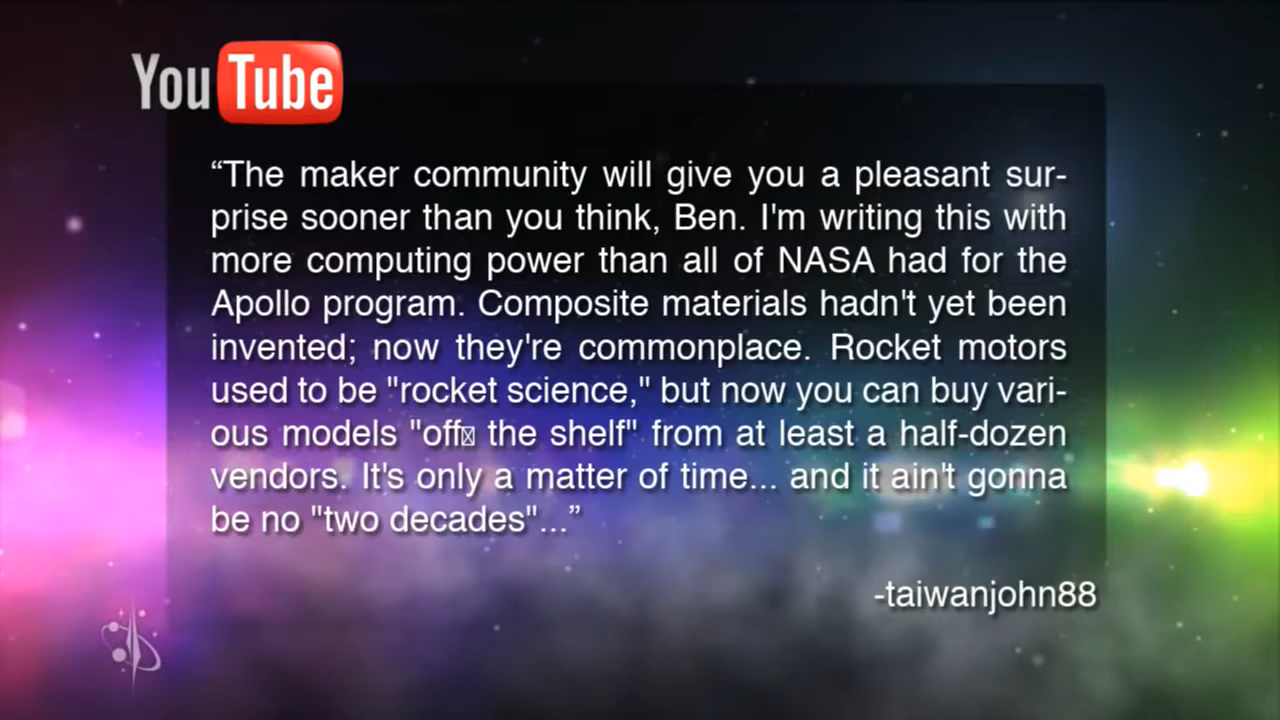 YouTube
“The maker community will give you a pleasant sur-
prise sooner than you think, Ben. I'm writing this with
more computing power than all of NASA had for the
Apollo program. Composite materials hadn't yet been
invented; now they're commonplace. Rocket motors
used to be "rocket science," but now you can buy vari-
ous models "off the shelf" from at least a half-dozen
vendors. It's only a matter of time... and it ain't gonna
be no "two decades"...”
-taiwanjohn88